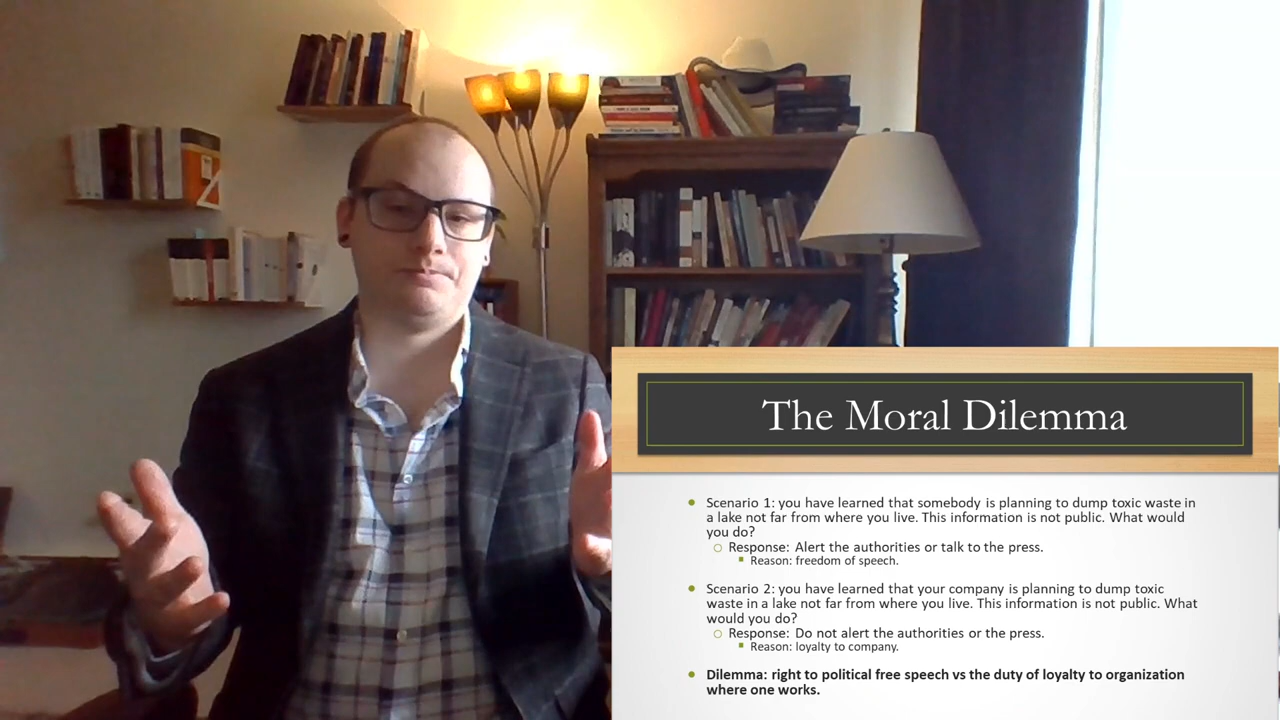 The Moral Dilemma
Scenario 1: you have learned that somebody is planning to dump toxic waste in
a lake not far from where you live. This information is not public. What would
you do?
Response: Alert the authorities or talk to the press.
Reason: freedom of speech.
Scenario 2: you have learned that your company is planning to dump toxic
waste in a lake not far from where you live. This information is not public. What
would you do?
Response: Do not alert the authorities or the press.
Reason: loyalty to company.
Dilemma: right to political free speech vs the duty of loyalty to organization
where one works.